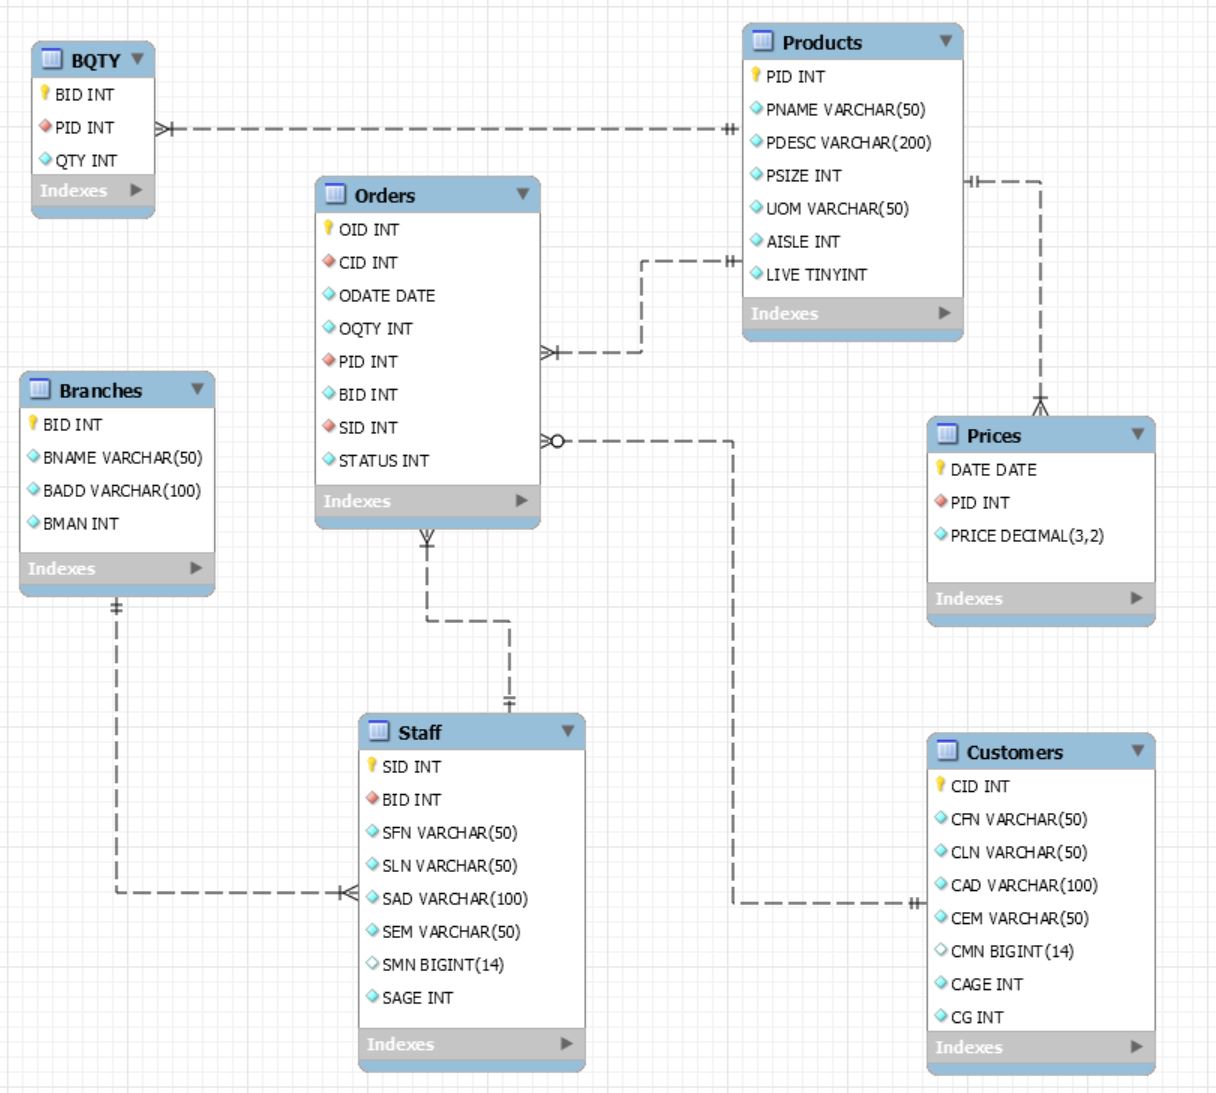 BQTY
BID INT
PID INT
QTY INT
Indexes
Products
PID INT
PNAME VARCHAR(50)
PDESC VARCHAR(200)
PSIZE INT
UOM VARCHAR(50)
AISLE INT
LIVE TINYINT
Indexes
Orders
OID INT
CID INT
ODATE DATE
OQTY INT
PID INT
BID INT
SID INT
STATUS INT
Indexes
Branches
BID INT
BNAME VARCHAR(50)
BADD VARCHAR(100)
BMAN INT
Indexes
Prices
DATE DATE
PID INT
PRICE DECIMAL(3,2)
Indexes
Staff
SID INT
BID INT
SFN VARCHAR(50)
SLN VARCHAR(50)
SAD VARCHAR(100)
SEM VARCHAR(50)
SMN BIGINT(14)
SAGE INT
Indexes
Customers
CID INT
CFN VARCHAR(50)
CLN VARCHAR(50)
CAD VARCHAR(100)
CEM VARCHAR(50)
CMN BIGINT(14)
CAGE INT
CG INT
Indexes